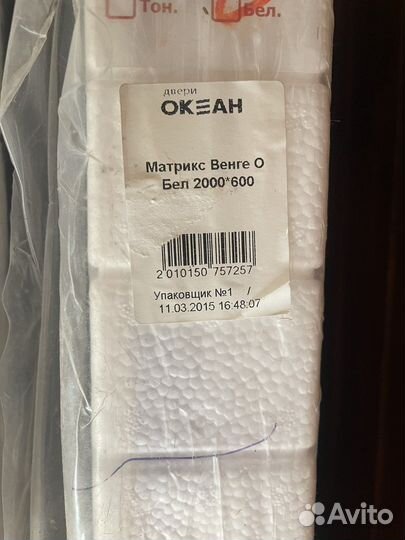 Тон.
Бел.
двери
ОКЕАН
Матрикс Венге О
Бел 2000*600
2 010150 757257
Упаковщик №1 /
11.03.2015 16:48:07
Avito